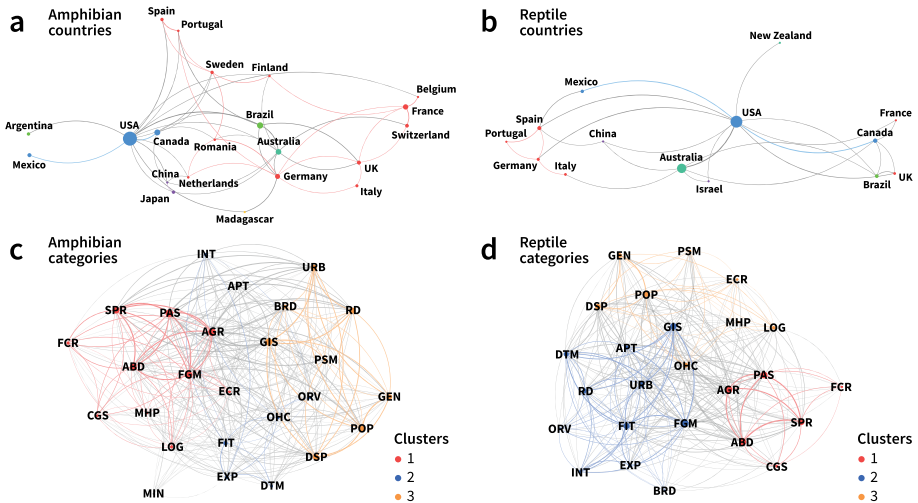 a
Amphibian
countries
Spain
Portugal
Sweden
Finland
Belgium
France
Switzerland
Argentina
USA
Canada
Romania
Brazil
Australia
Mexico
China
Netherlands
Germany
UK
Japan
Italy
Madagascar
b
Reptile
countries
New Zealand
Mexico
USA
Spain
France
Portugal
China
Canada
Germany
Italy
Australia
Israel
Brazil
UK
c
Amphibian
categories
INT
URB
APT
SPR
PAS
BRD
RD
AGR
FCR
GIS
PSM
ABD
FGM
ECR
ORV
GEN
CGS
MHP
OHC
POP
LOG
FIT
DSP
EXP
DTM
MIN
Clusters
1
2
3
d
Reptile
categories
GEN
PSM
ECR
POP
DSP
GIS
MHP
LOG
DTM
APT
OHC
PAS
RD
URB
AGR
FCR
ORV
FIT
FGM
SPR
ABD
INT
EXP
CGS
BRD
Clusters
1
2
3